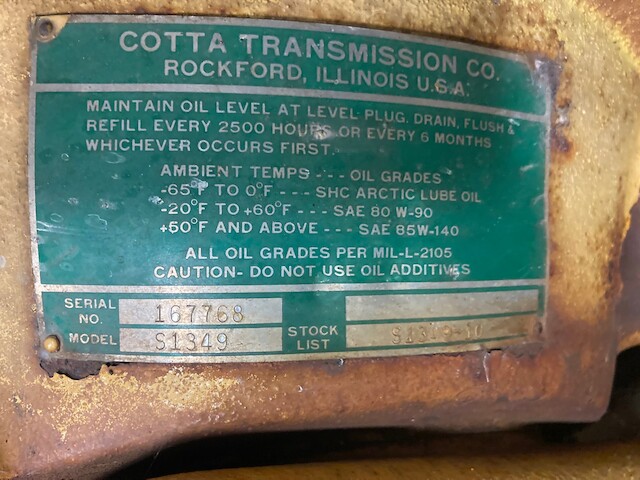 COTTA TRANSMISSION CO.
ROCKFORD, ILLINOIS U.S.A.
MAINTAIN OIL LEVEL AT LEVEL PLUG. DRAIN, FLUSH &
REFILL EVERY 2500 HOURS OR EVERY 6 MONTHS
WHICHEVER OCCURS FIRST.
AMBIENT TEMPS --- OIL GRADES
-65°F TO 0°F --- SHC ARCTIC LUBE OIL
-20°F TO +60°F --- SAE 80 W-90
+50°F AND ABOVE --- SAE 85W-140
ALL OIL GRADES PER MIL-L-2105
CAUTION- DO NOT USE OIL ADDITIVES
SERIAL NO. 167768
MODEL S1349
STOCK LIST